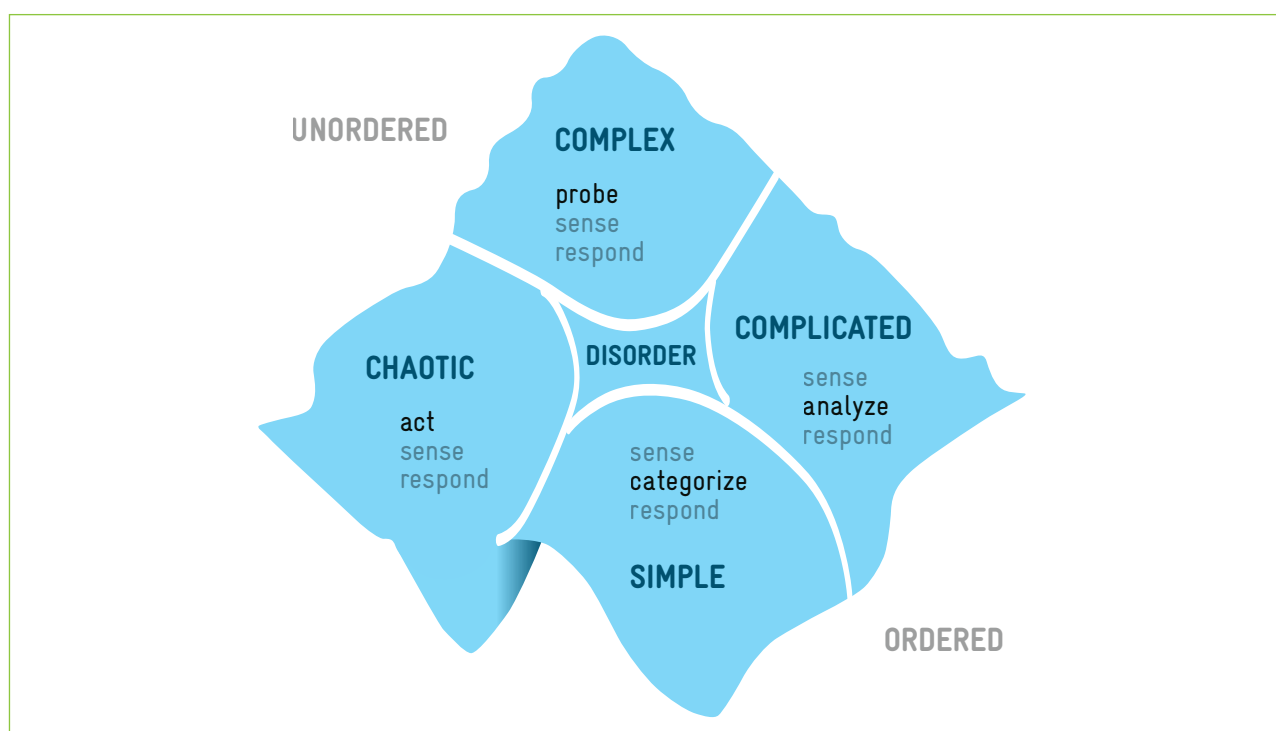 UNORDERED
COMPLEX
probe
sense
respond
CHAOTIC
act
sense
respond
DISORDER
COMPLICATED
sense
analyze
respond
sense
categorize
respond
SIMPLE
ORDERED